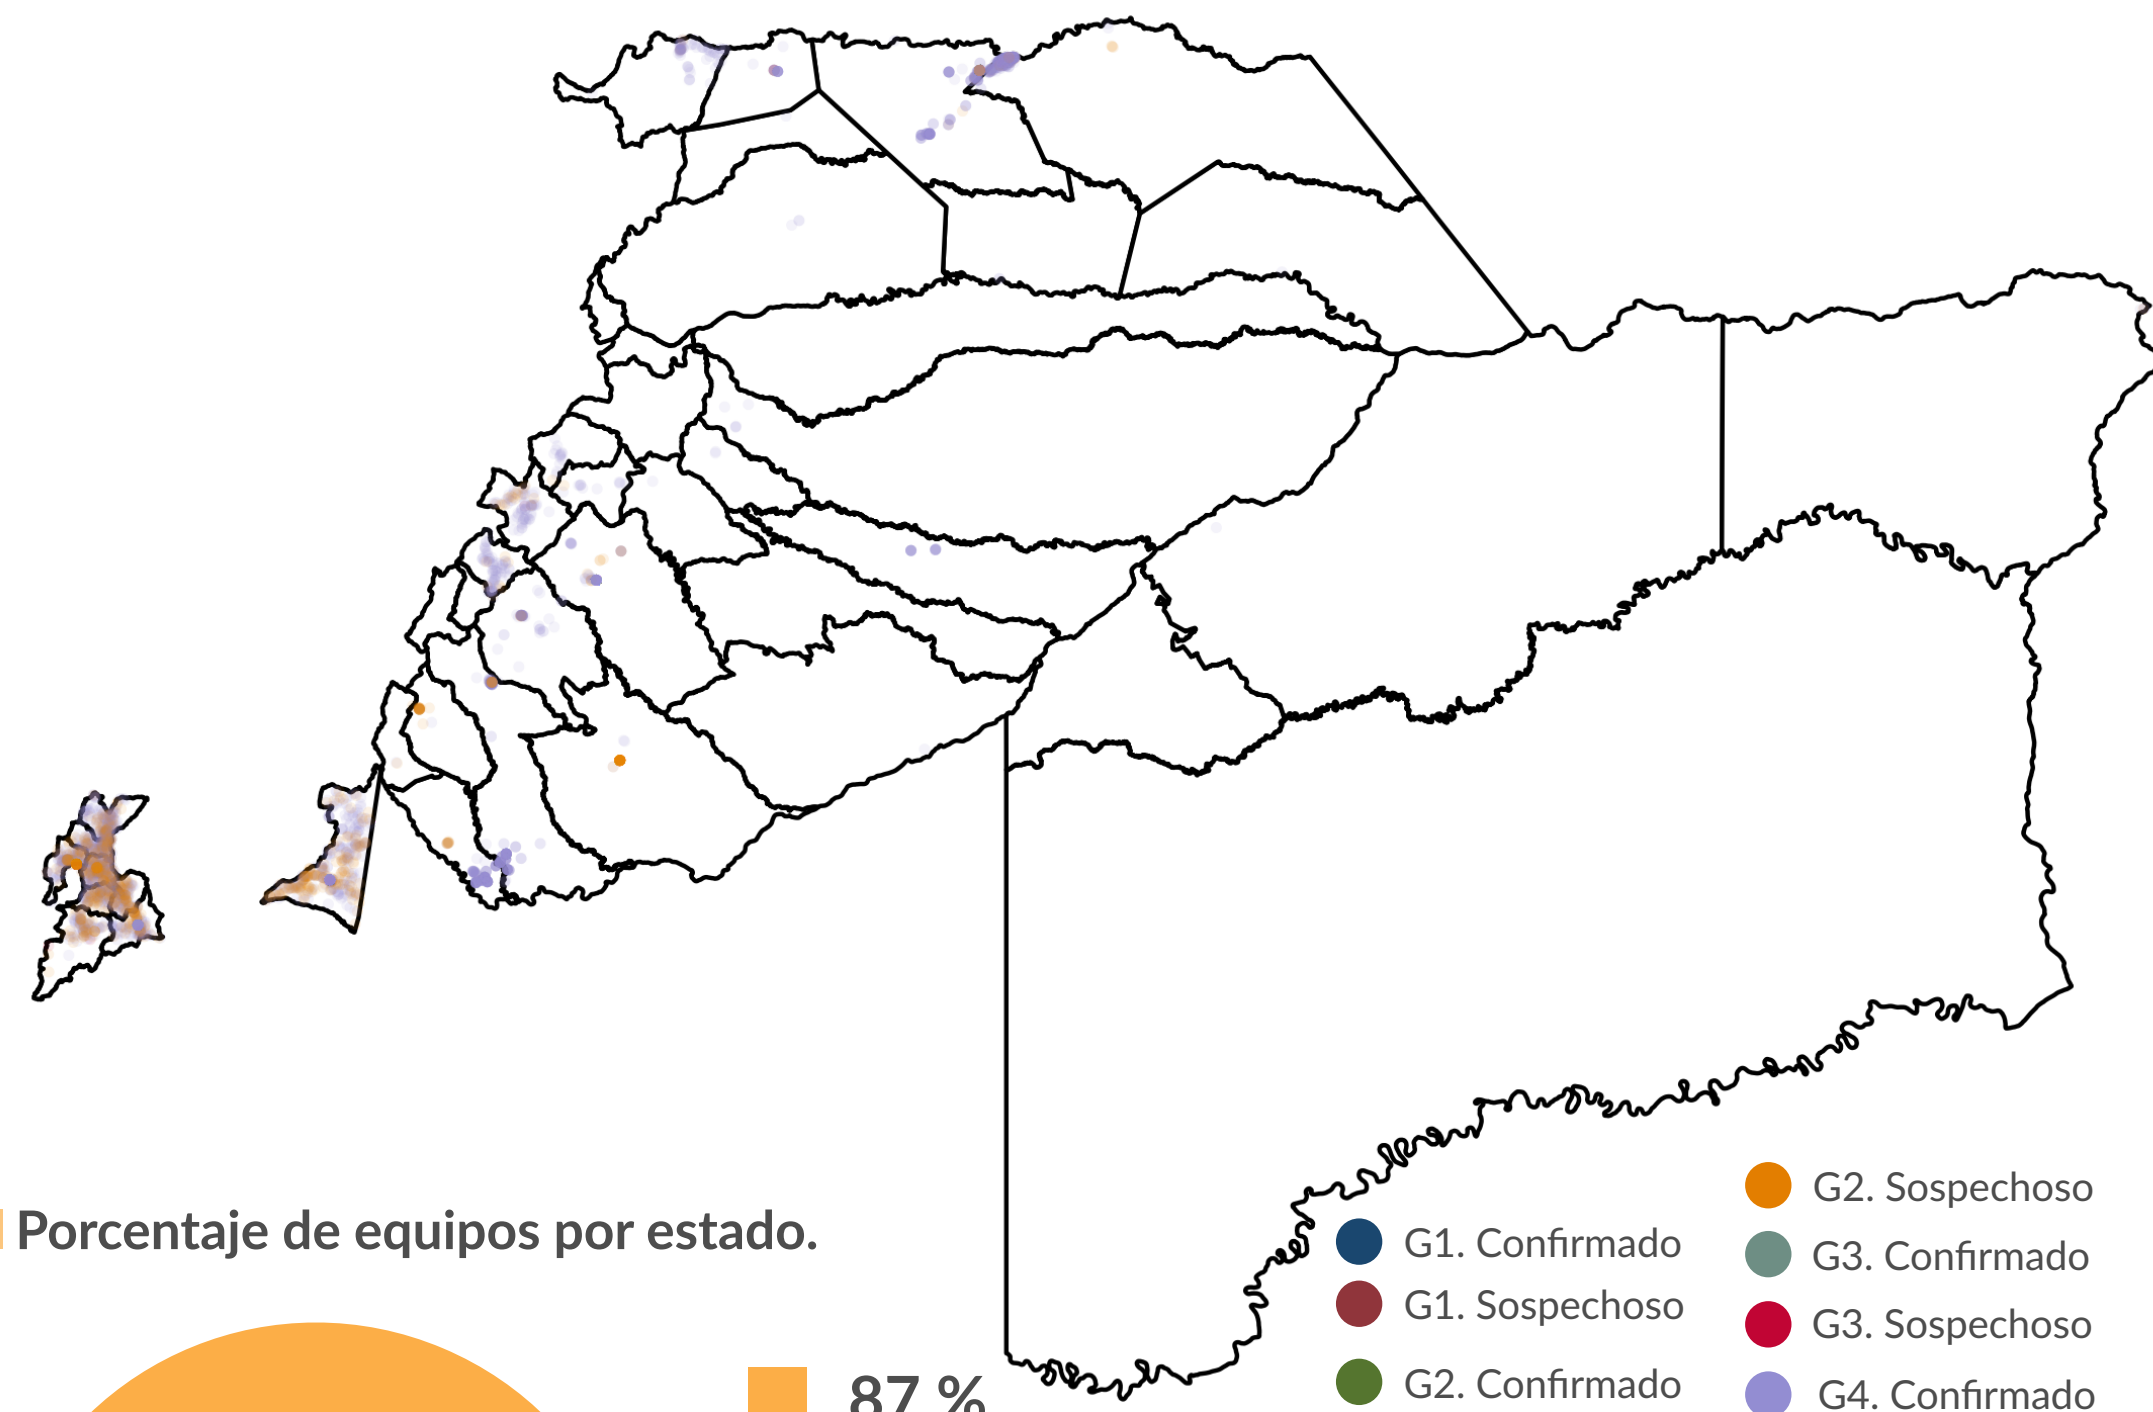 Porcentaje de equipos por estado.
87 %
G1. Confirmado
G1. Sospechoso
G2. Confirmado
G2. Sospechoso
G3. Confirmado
G3. Sospechoso
G4. Confirmado